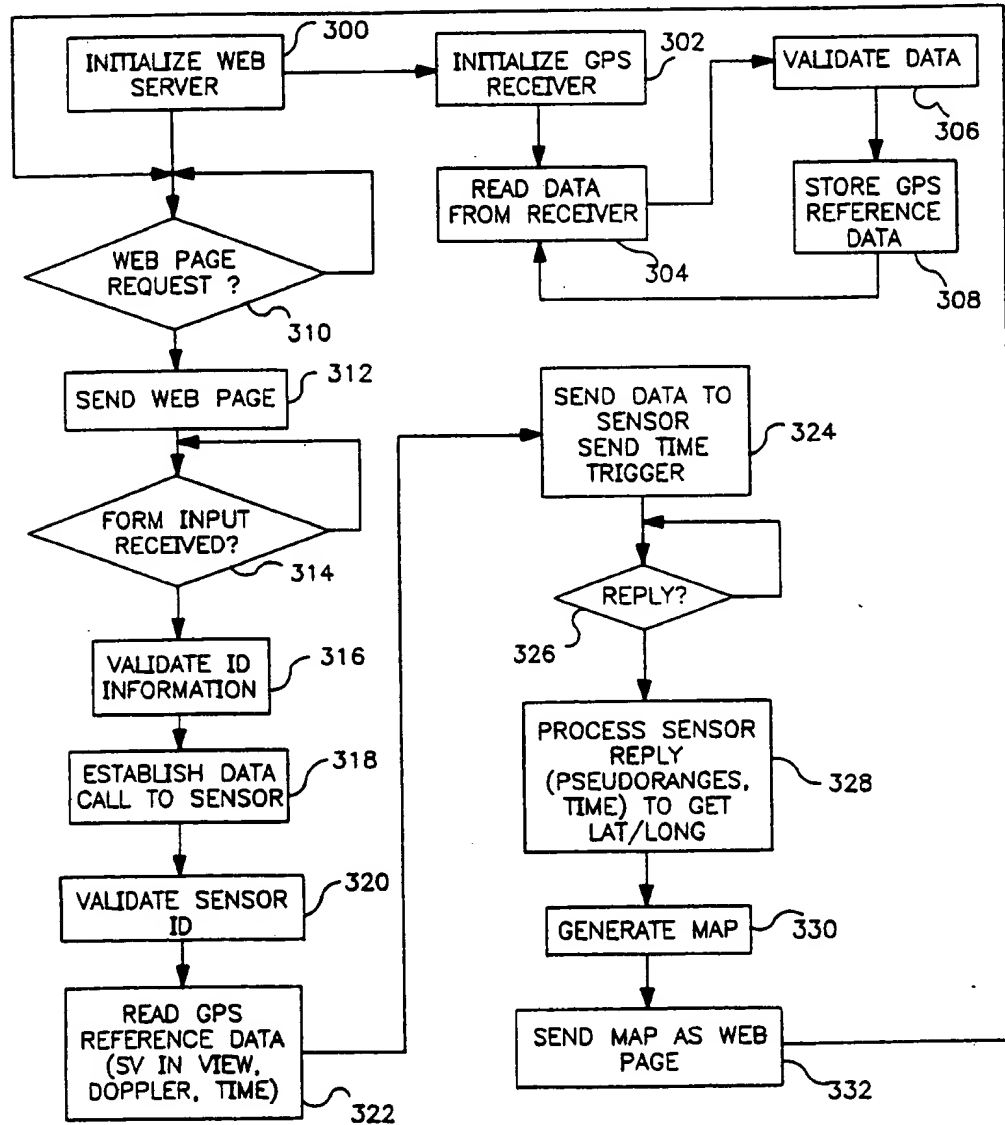 300
INITIALIZE WEB
SERVER
302
INITIALIZE GPS
RECEIVER
VALIDATE DATA
306
READ DATA
FROM RECEIVER
304
STORE GPS
REFERENCE
DATA
308
WEB PAGE
REQUEST ?
310
312
SEND WEB PAGE
FORM INPUT
RECEIVED?
314
316
VALIDATE ID
INFORMATION
318
ESTABLISH DATA
CALL TO SENSOR
320
VALIDATE SENSOR
ID
READ GPS
REFERENCE DATA
(SV IN VIEW,
DOPPLER, TIME)
322
SEND DATA TO
SENSOR
SEND TIME
TRIGGER
324
REPLY?
326
PROCESS SENSOR
REPLY
(PSEUDORANGES,
TIME) TO GET
LAT/LONG
328
GENERATE MAP
330
SEND MAP AS WEB
PAGE
332